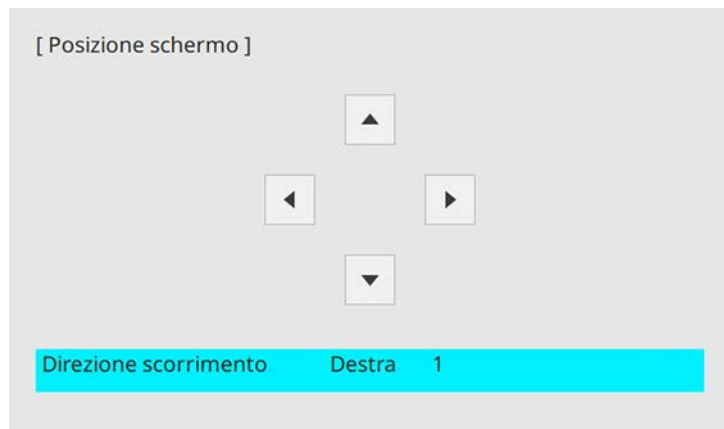 [ Posizione schermo ]
Direzione scorrimento Destra 1